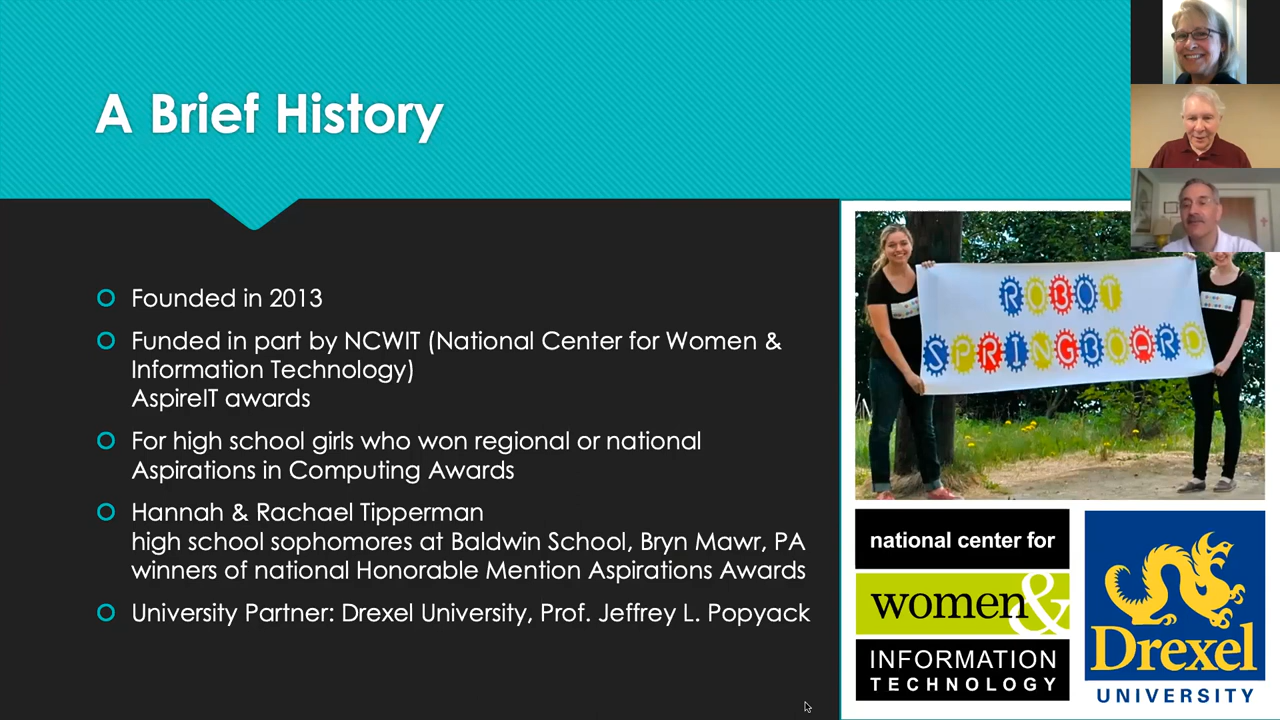 A Brief History
Founded in 2013
Funded in part by NCWIT (National Center for Women &
Information Technology)
AspireIT awards
For high school girls who won regional or national
Aspirations in Computing Awards
Hannah & Rachael Tipperman
high school sophomores at Baldwin School, Bryn Mawr, PA
winners of national Honorable Mention Aspirations Awards
University Partner: Drexel University, Prof. Jeffrey L. Popyack
ROBOT
SPRINGBOARD
national center for
women &
INFORMATION
TECHNOLOGY
Drexel
UNIVERSITY